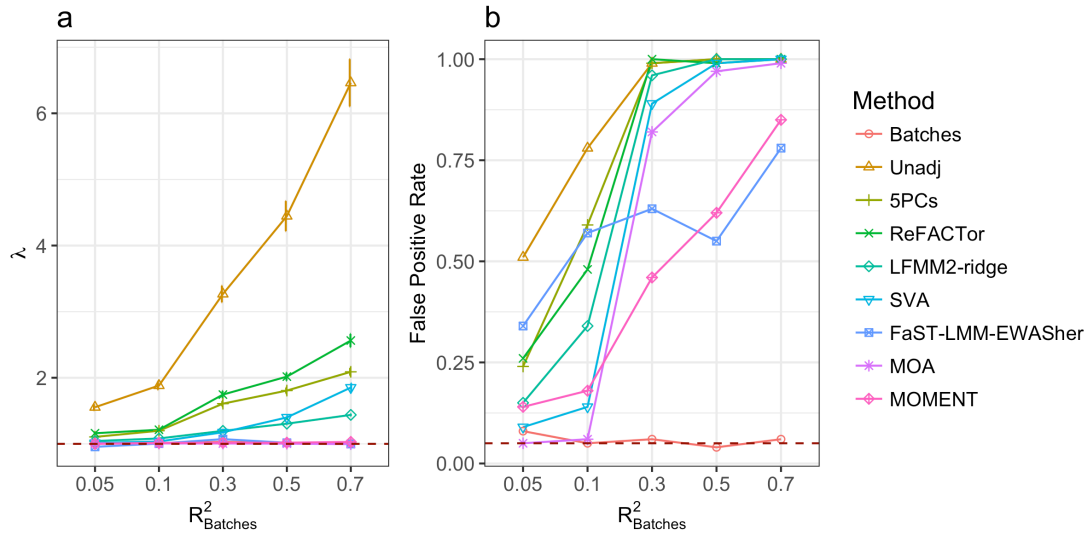 a
b
6
4
2
λ
0.05 0.1 0.3 0.5 0.7
R²Batches
1.00
0.75
0.50
0.25
0.00
False Positive Rate
0.05 0.1 0.3 0.5 0.7
R²Batches
Method
Batches
Unadj
5PCs
ReFACTor
LFMM2-ridge
SVA
FaST-LMM-EWASher
MOA
MOMENT